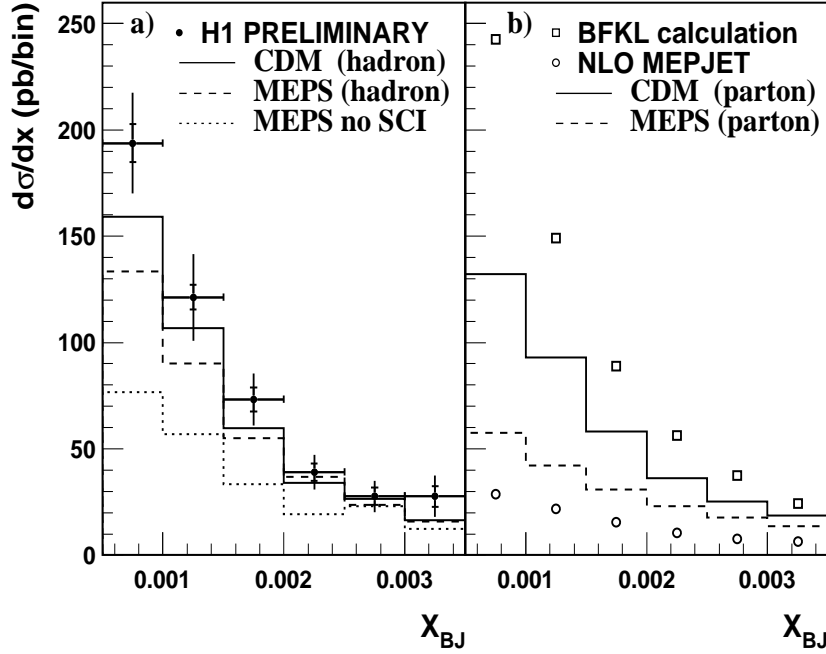 dσ/dx (pb/bin)
250
200
150
100
50
0
a)
H1 PRELIMINARY
CDM (hadron)
MEPS (hadron)
MEPS no SCI
0.001
0.002
0.003
X_BJ
b)
BFKL calculation
NLO MEPJET
CDM (parton)
MEPS (parton)
0.001
0.002
0.003
X_BJ